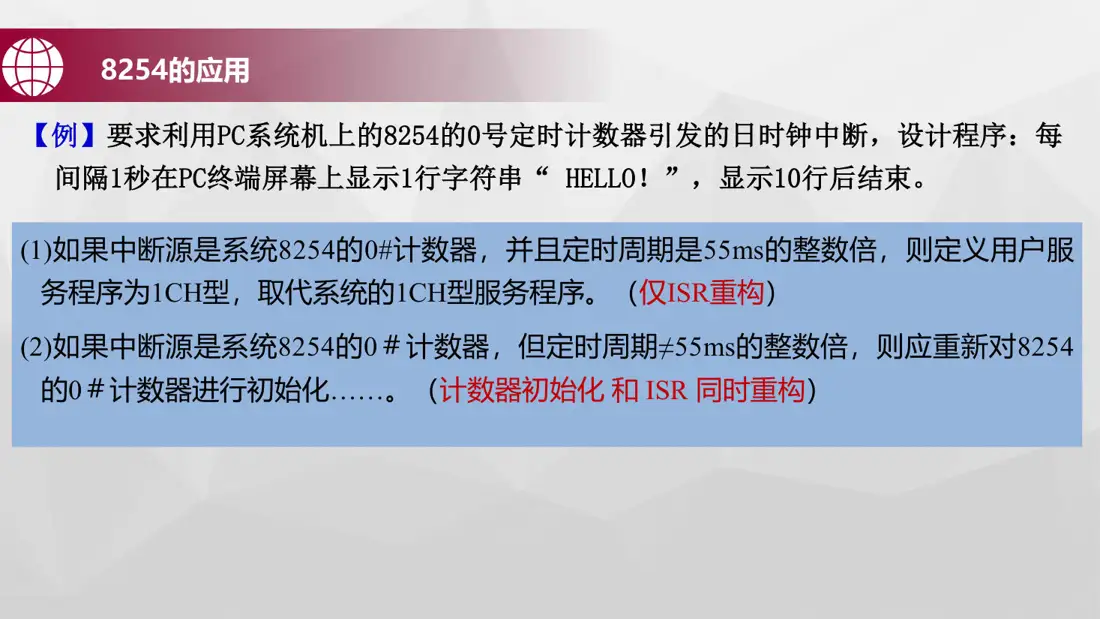 8254的应用
【例】要求利用PC系统机上的8254的0号定时计数器引发的日时钟中断，设计程序：每
间隔1秒在PC终端屏幕上显示1行字符串“ HELLO！”，显示10行后结束。
(1)如果中断源是系统8254的0#计数器，并且定时周期是55ms的整数倍，则定义用户服
务程序为1CH型，取代系统的1CH型服务程序。（仅ISR重构）
(2)如果中断源是系统8254的0＃计数器，但定时周期≠55ms的整数倍，则应重新对8254
的0＃计数器进行初始化……。（计数器初始化 和 ISR 同时重构）